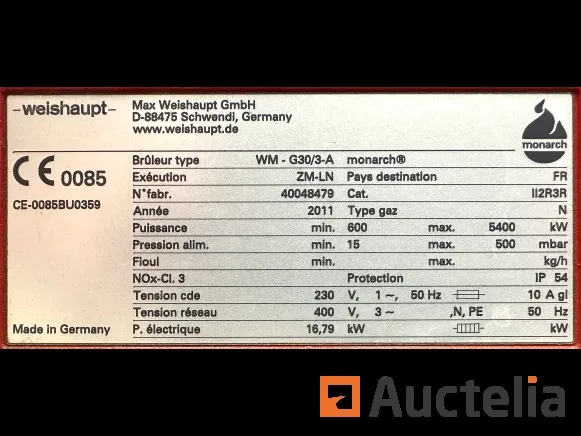 -weishaupt- Max Weishaupt GmbH
D-88475 Schwendi, Germany
www.weishaupt.de
monarch
CE 0085
CE-0085BU0359
Brûleur type WM - G30/3-A monarch®
Exécution ZM-LN Pays destination FR
N°fabr. 40048479 Cat. II2R3R
Année 2011 Type gaz N
Puissance min. 600 max. 5400 kW
Pression alim. min. 15 max. 500 mbar
Fioul min. max. kg/h
NOx-Cl. 3 Protection IP 54
Tension cde 230 V, 1 ~, 50 Hz 10 A gl
Tension réseau 400 V, 3 ~ ,N, PE 50 Hz
Made in Germany P. électrique 16,79 kW
Auctelia